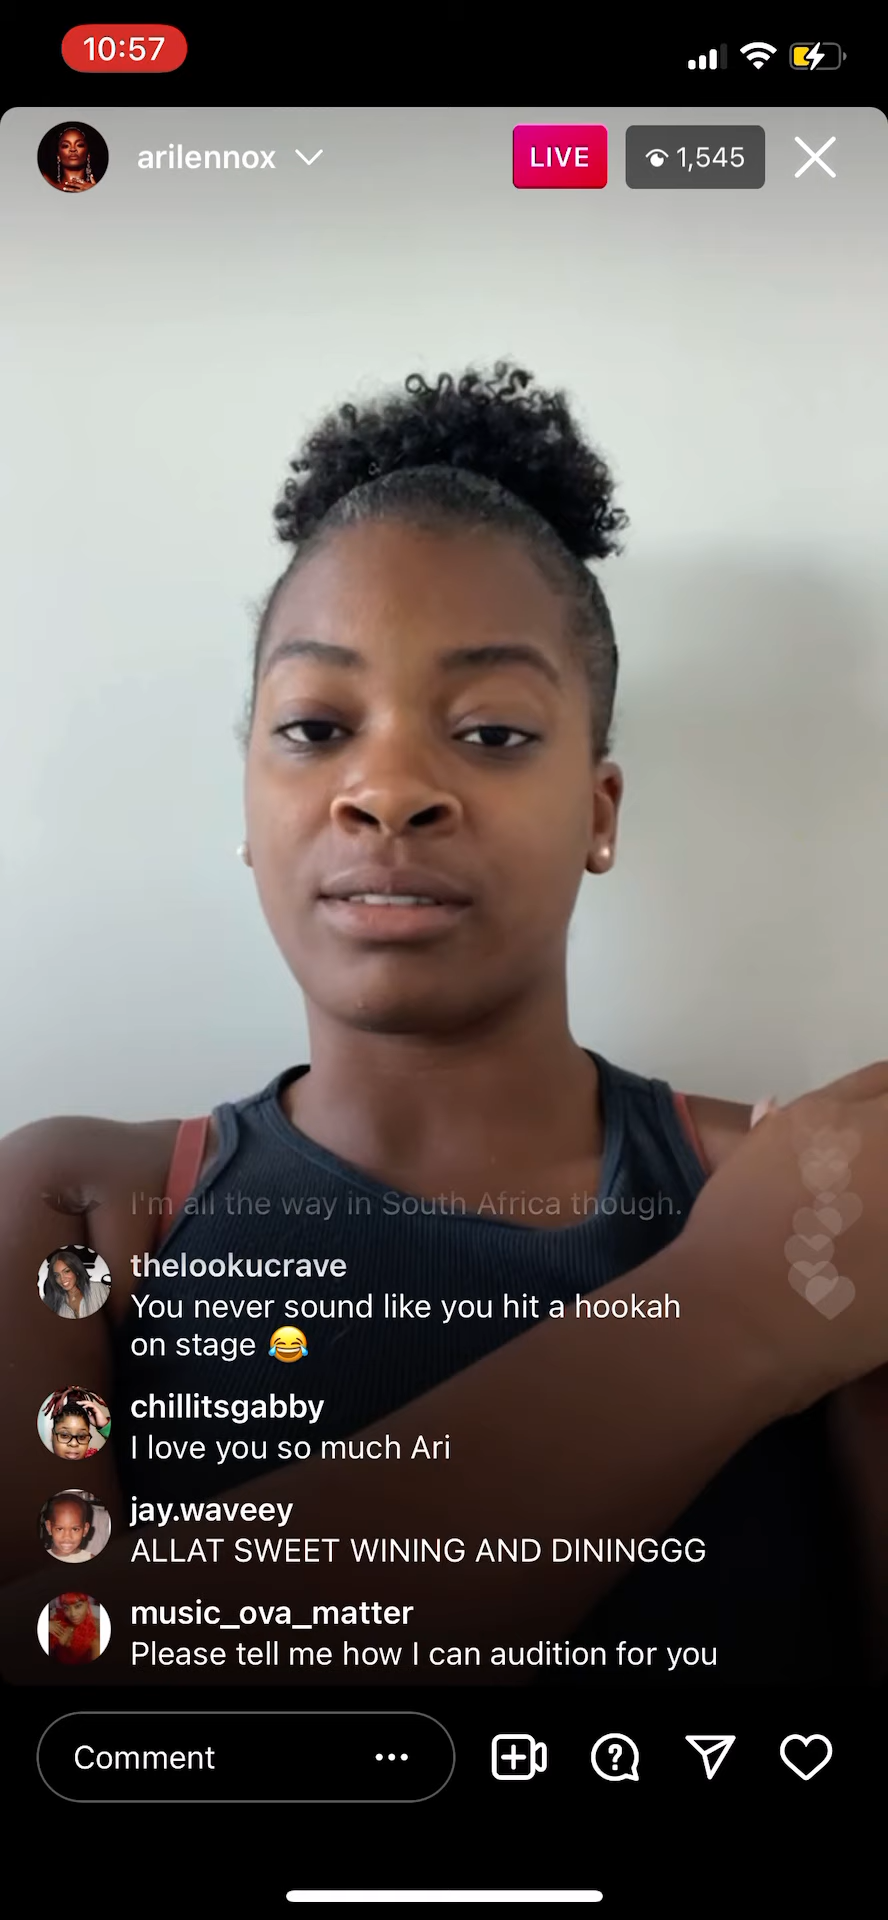 10:57
arilennox
LIVE
1,545
I'm all the way in South Africa though.
thelookucrave
You never sound like you hit a hookah
on stage 😂
chillitsgabby
I love you so much Ari
jay.waveey
ALLAT SWEET WINING AND DININGGG
music_ova_matter
Please tell me how I can audition for you
Comment